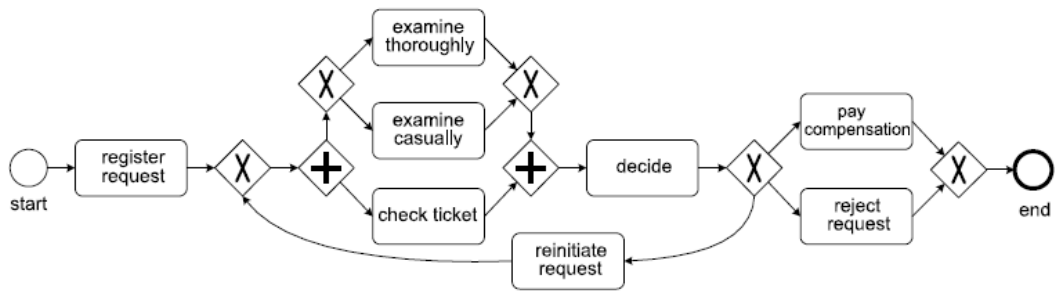 examine
thoroughly
examine
casually
pay
compensation
register
request
decide
start
check ticket
reject
request
end
reinitiate
request